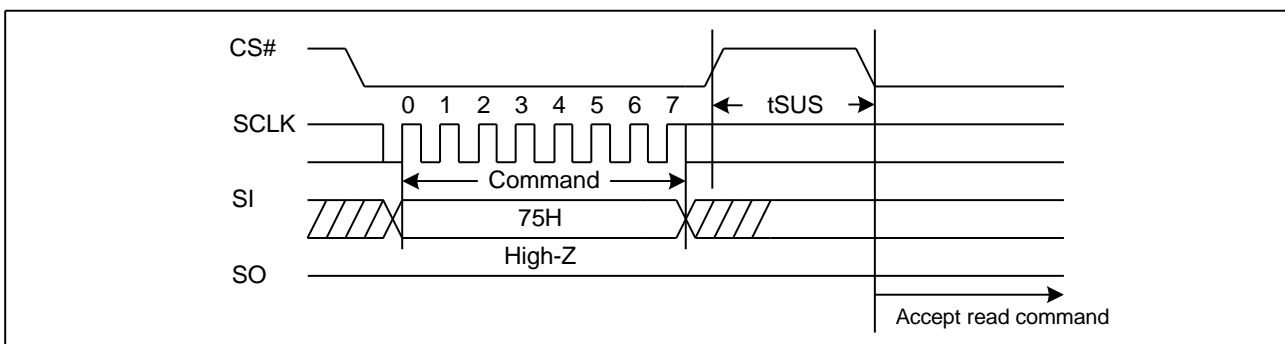 CS#
0 1 2 3 4 5 6 7
tSUS
SCLK
Command
SI
75H
High-Z
SO
Accept read command